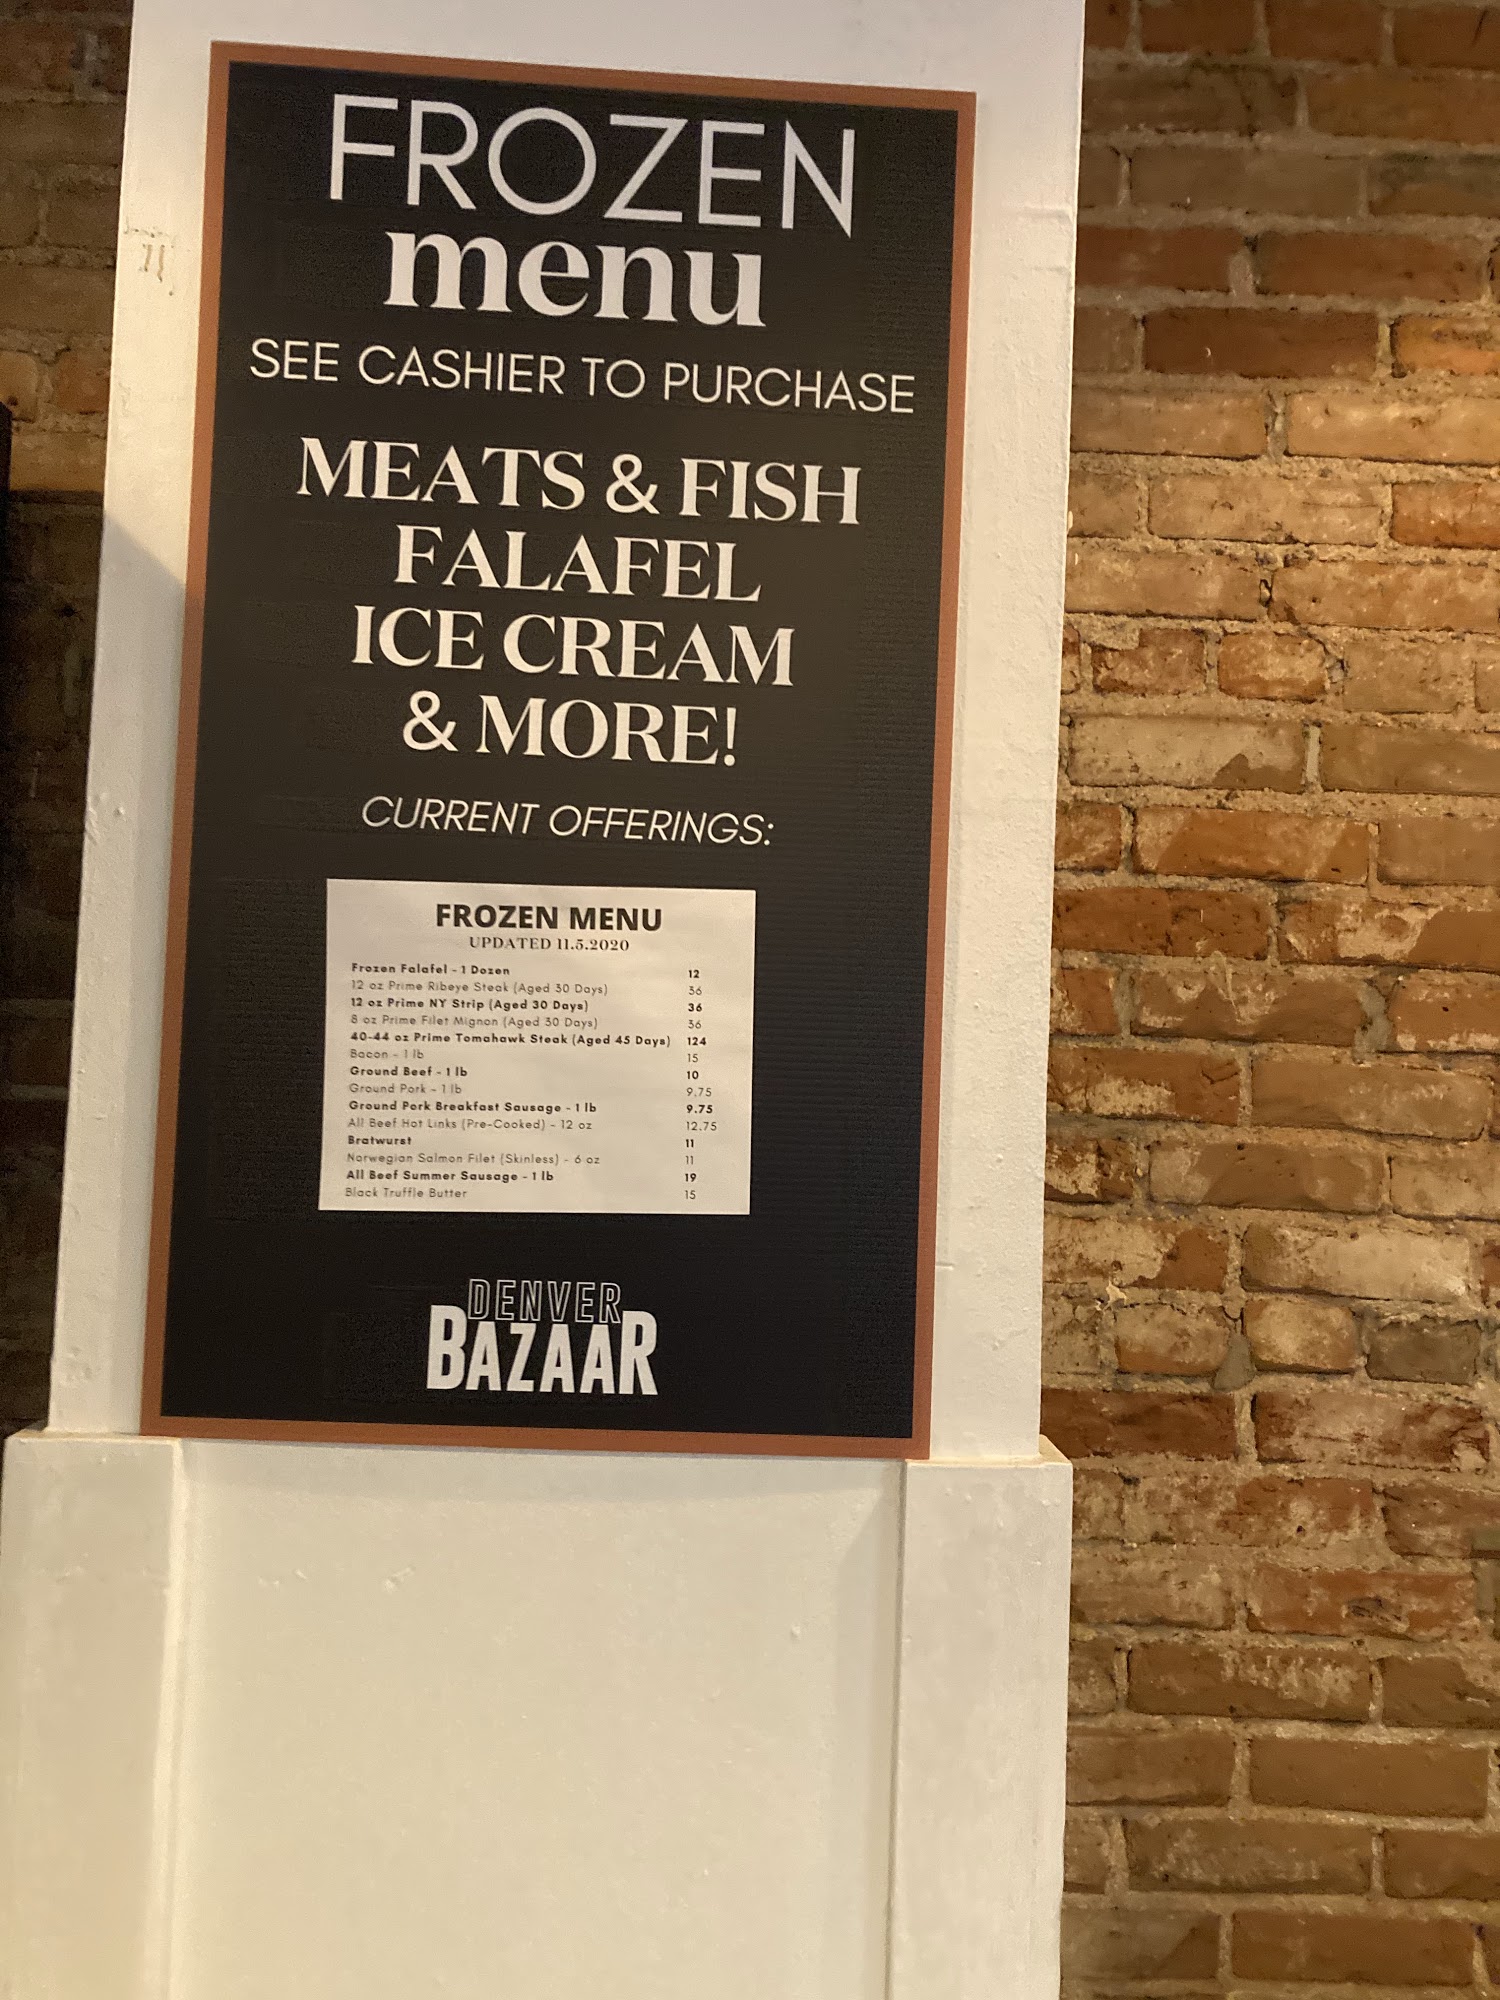 FROZEN
menu
SEE CASHIER TO PURCHASE
MEATS & FISH
FALAFEL
ICE CREAM
& MORE!
CURRENT OFFERINGS:
FROZEN MENU
UPDATED 11.5.2020
Frozen Falafel - 1 Dozen 12
12 oz Prime Ribeye Steak (Aged 30 Days) 36
12 oz Prime NY Strip (Aged 30 Days) 36
8 oz Prime Filet Mignon (Aged 30 Days) 36
40-44 oz Prime Tomahawk Steak (Aged 45 Days) 124
Bacon - 1 lb 15
Ground Beef - 1 lb 10
Ground Pork - 1 lb 9.75
Ground Pork Breakfast Sausage - 1 lb 9.75
All Beef Hot Links (Pre-Cooked) - 12 oz 12.75
Bratwurst 11
Norwegian Salmon Filet (Skinless) - 6 oz 11
All Beef Summer Sausage - 1 lb 19
Black Truffle Butter 15
DENVER
BAZAAR